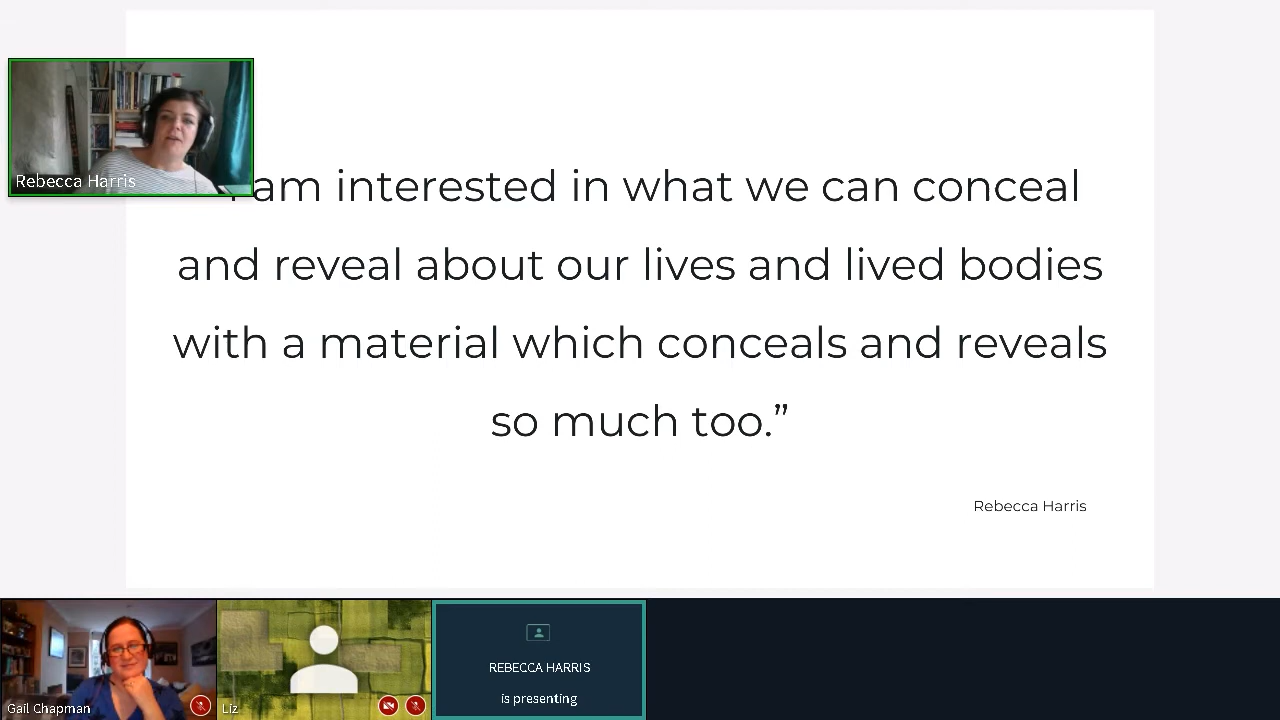 Rebecca Harris
I am interested in what we can conceal
and reveal about our lives and lived bodies
with a material which conceals and reveals
so much too.”
Rebecca Harris
Gail Chapman
Liz
REBECCA HARRIS
is presenting